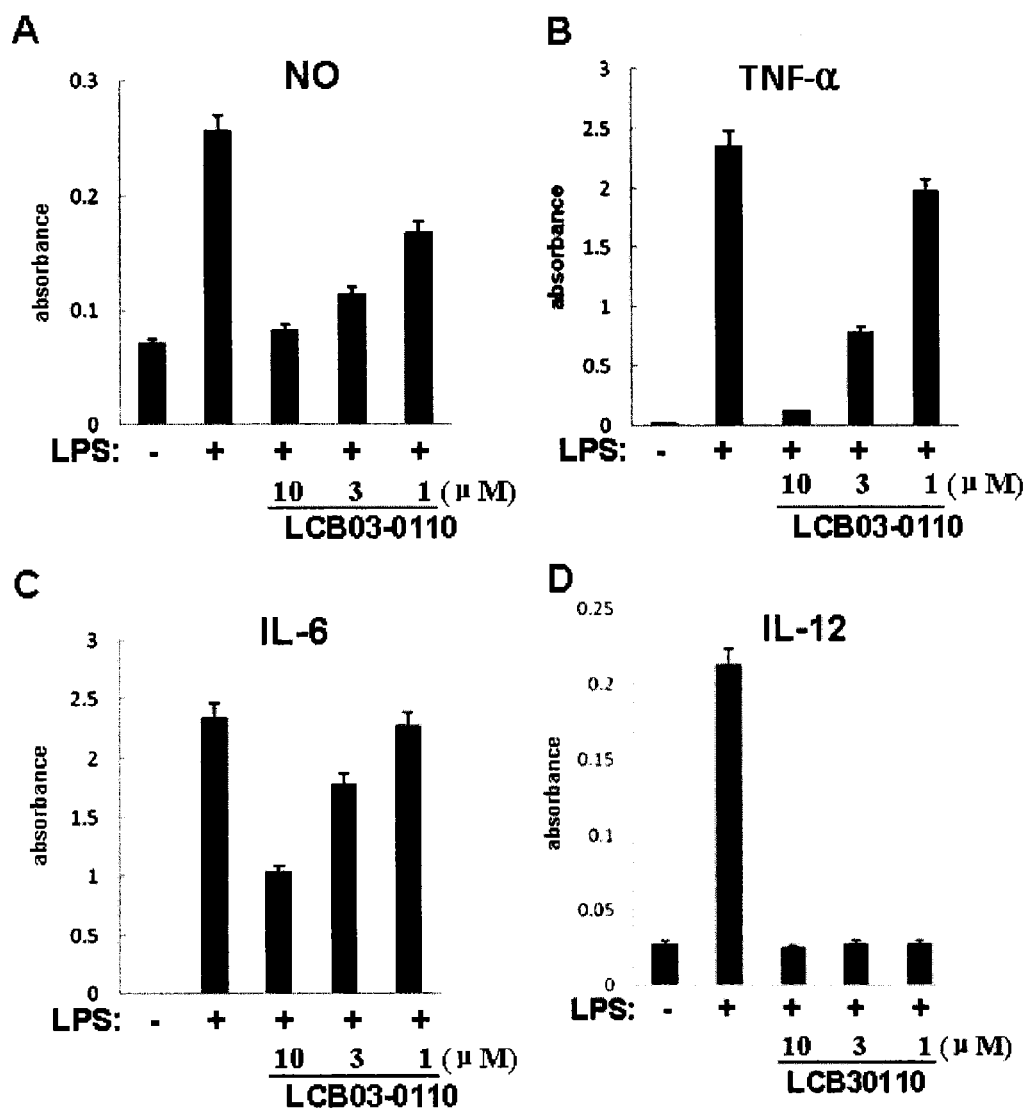 A
NO
0.3
0.2
0.1
0
absorbance
LPS: - + + + +
10 3 1 (μM)
LCB03-0110
B
TNF-α
3
2.5
2
1.5
1
0.5
0
absorbance
LPS: - + + + +
10 3 1 (μM)
LCB03-0110
C
IL-6
3
2.5
2
1.5
1
0.5
0
absorbance
LPS: - + + + +
10 3 1 (μM)
LCB03-0110
D
IL-12
0.25
0.2
0.15
0.1
0.05
0
absorbance
LPS: - + + + +
10 3 1 (μM)
LCB30110